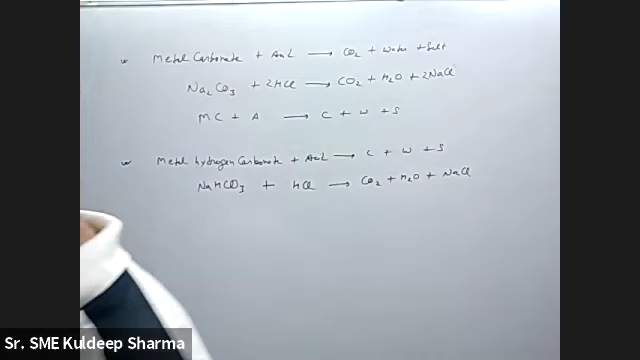 Metal Carbonate + Acid → CO2 + Water + Salt
Na2CO3 + 2HCl → CO2 + H2O + 2NaCl
MC + A → C + W + S
Metal hydrogen Carbonate + Acid → C + W + S
NaHCO3 + HCl → CO2 + H2O + NaCl
Sr. SME Kuldeep Sharma